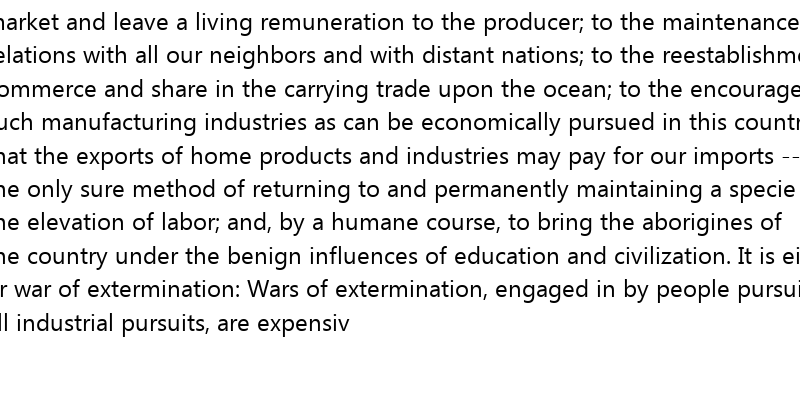 arket and leave a living remuneration to the producer; to the maintenance
elations with all our neighbors and with distant nations; to the reestablishm
ommerce and share in the carrying trade upon the ocean; to the encourage
uch manufacturing industries as can be economically pursued in this countr
hat the exports of home products and industries may pay for our imports --
he only sure method of returning to and permanently maintaining a specie
he elevation of labor; and, by a humane course, to bring the aborigines of
he country under the benign influences of education and civilization. It is ei
r war of extermination: Wars of extermination, engaged in by people pursui
ll industrial pursuits, are expensiv